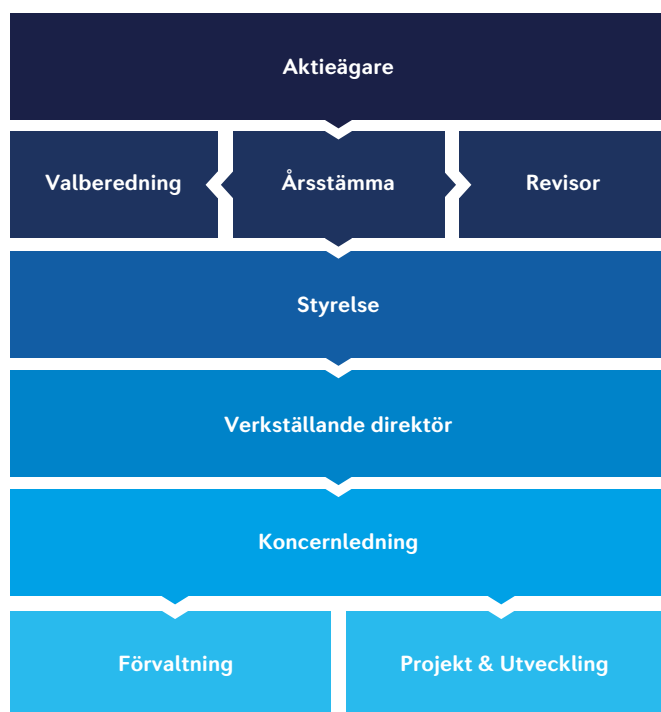 Aktieägare
Valberedning
Årsstämma
Revisor
Styrelse
Verkställande direktör
Koncernledning
Förvaltning
Projekt & Utveckling